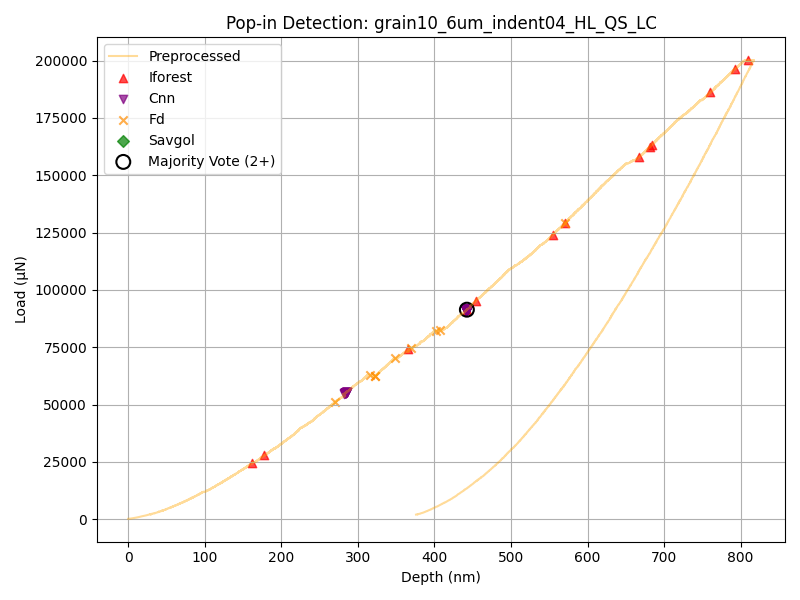 Pop-in Detection: grain10_6um_indent04_HL_QS_LC
Preprocessed
Iforest
Cnn
Fd
Savgol
Majority Vote (2+)
200000
175000
150000
125000
100000
75000
50000
25000
0
Load (µN)
0 100 200 300 400 500 600 700 800
Depth (nm)